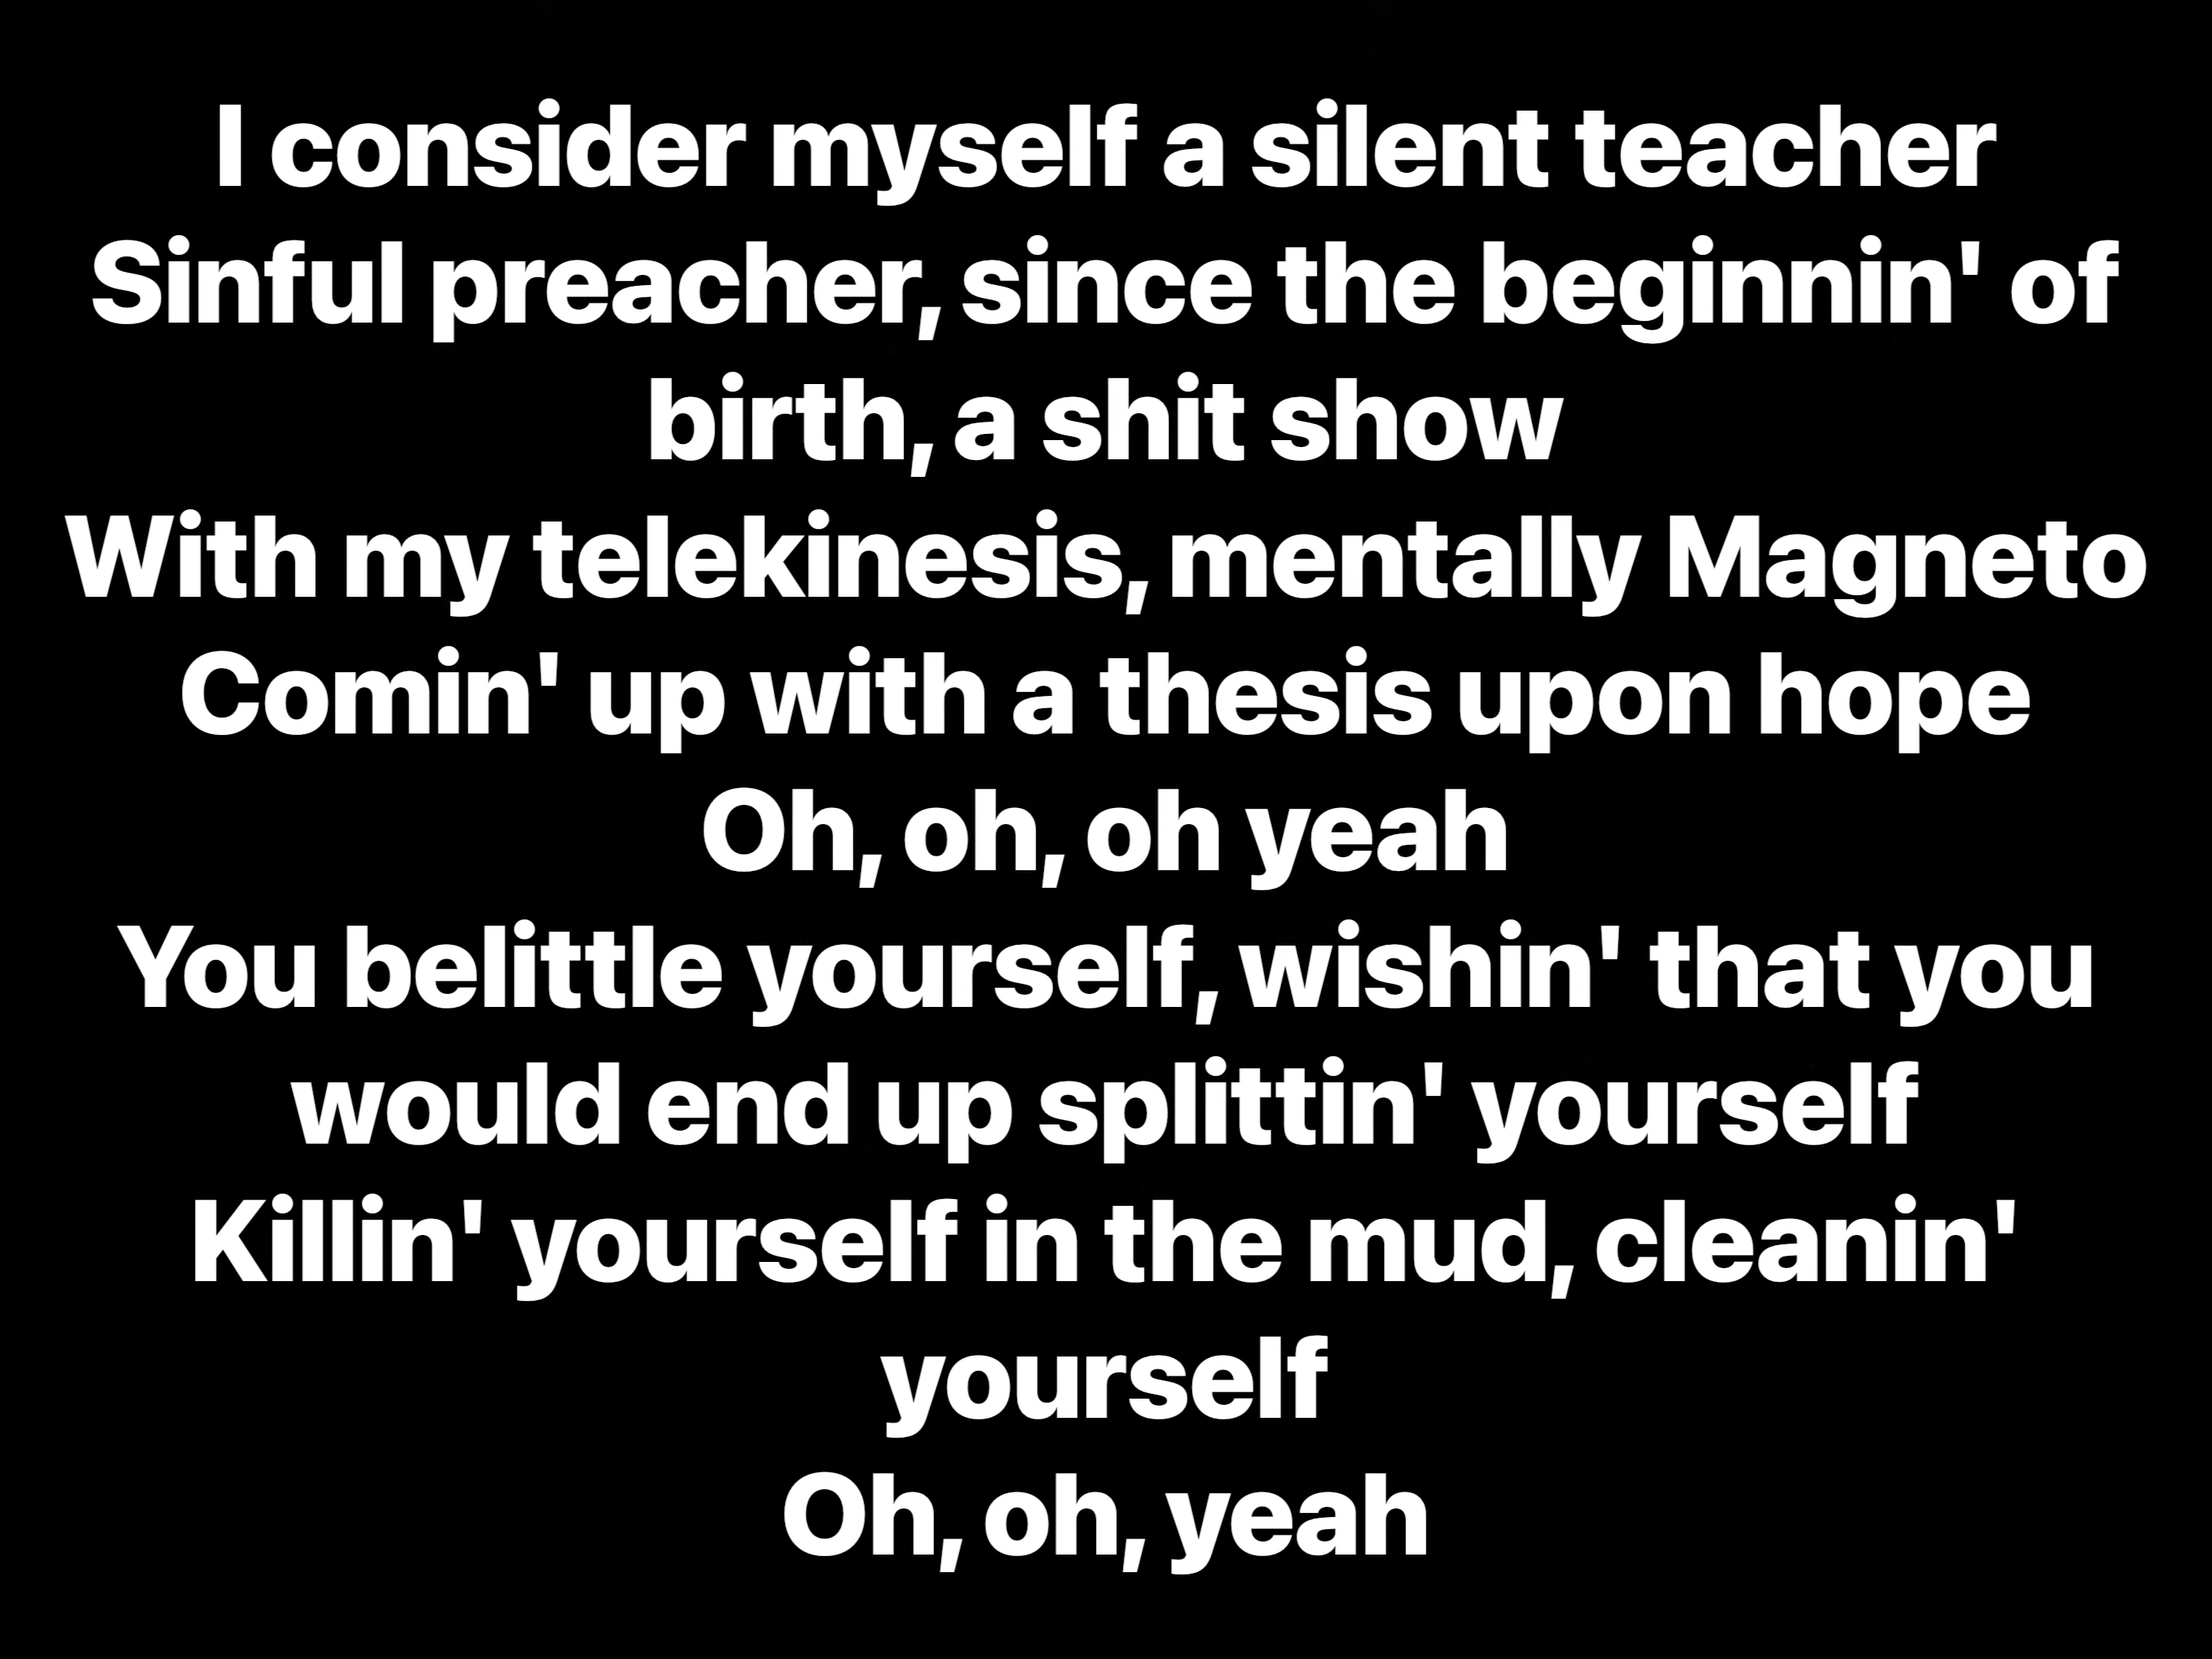 I consider myself a silent teacher
Sinful preacher, since the beginnin' of
birth, a shit show
With my telekinesis, mentally Magneto
Comin' up with a thesis upon hope
Oh, oh, oh yeah
You belittle yourself, wishin' that you
would end up splittin' yourself
Killin' yourself in the mud, cleanin'
yourself
Oh, oh, yeah